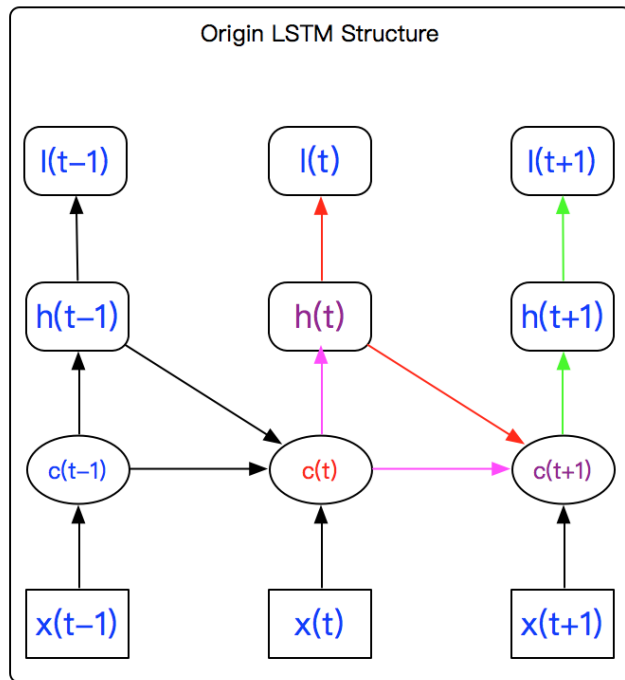 Origin LSTM Structure
l(t−1) l(t) l(t+1)
h(t−1) h(t) h(t+1)
c(t−1) c(t) c(t+1)
x(t−1) x(t) x(t+1)